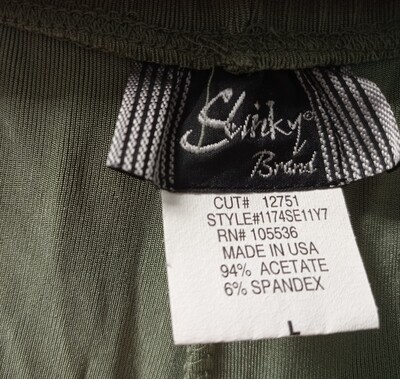 Slinky©
Brand
CUT# 12751
STYLE#1174SE11Y7
RN# 105536
MADE IN USA
94% ACETATE
6% SPANDEX
L